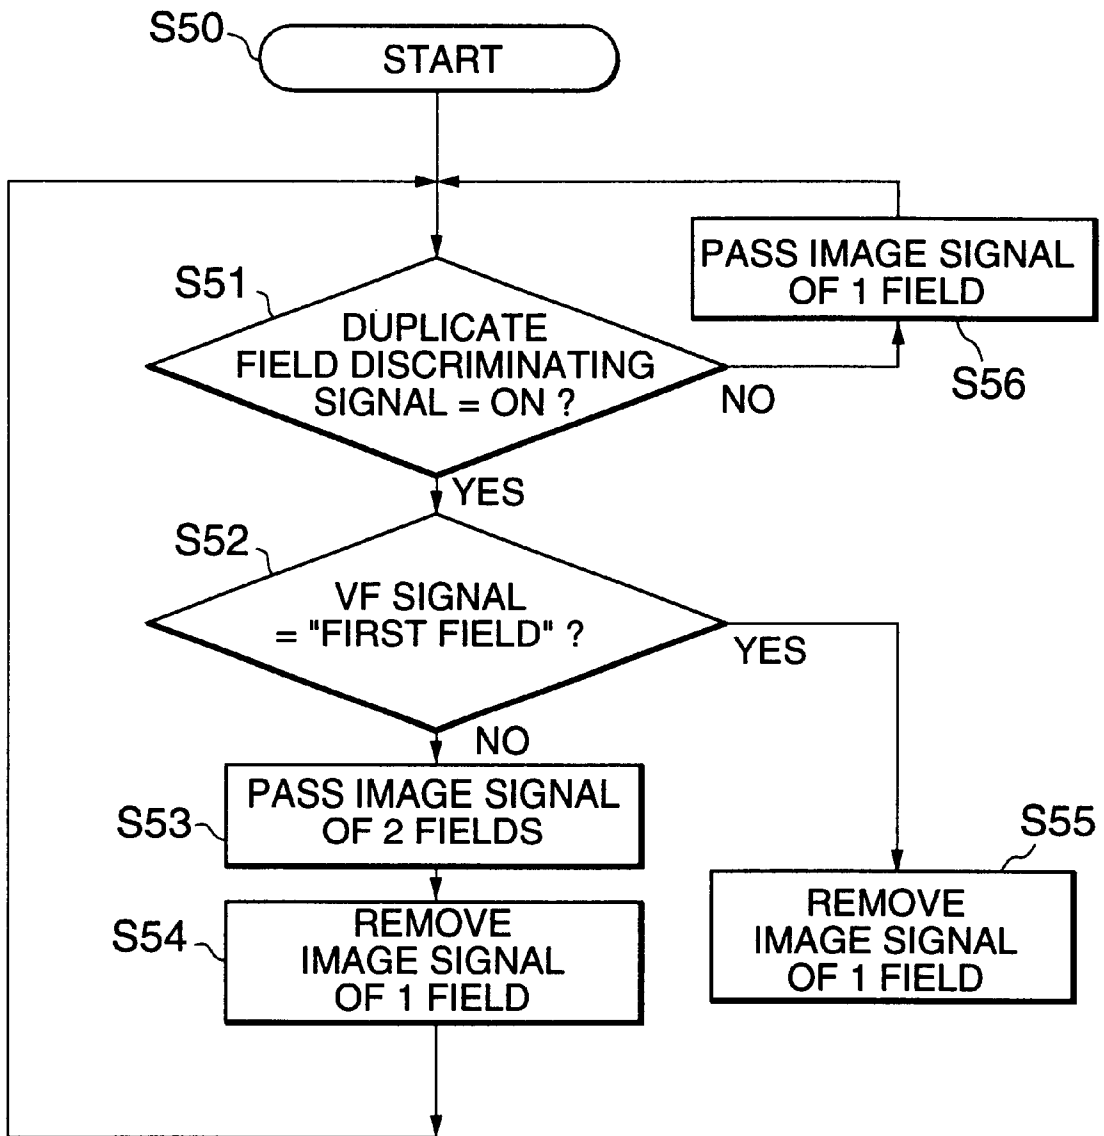 S50
START
PASS IMAGE SIGNAL
OF 1 FIELD
S56
S51
DUPLICATE
FIELD DISCRIMINATING
SIGNAL = ON ?
NO
YES
S52
VF SIGNAL
= "FIRST FIELD" ?
YES
NO
S53
PASS IMAGE SIGNAL
OF 2 FIELDS
S54
REMOVE
IMAGE SIGNAL
OF 1 FIELD
S55
REMOVE
IMAGE SIGNAL
OF 1 FIELD